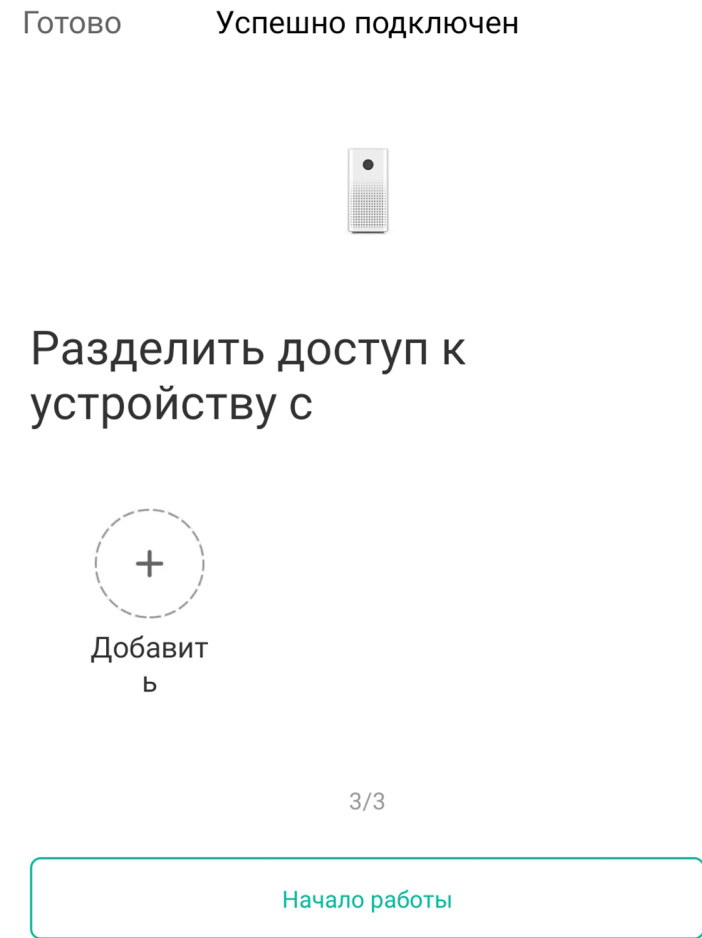 Готово
Успешно подключен
Разделить доступ к
устройству с
Добавит
ь
3/3
Начало работы